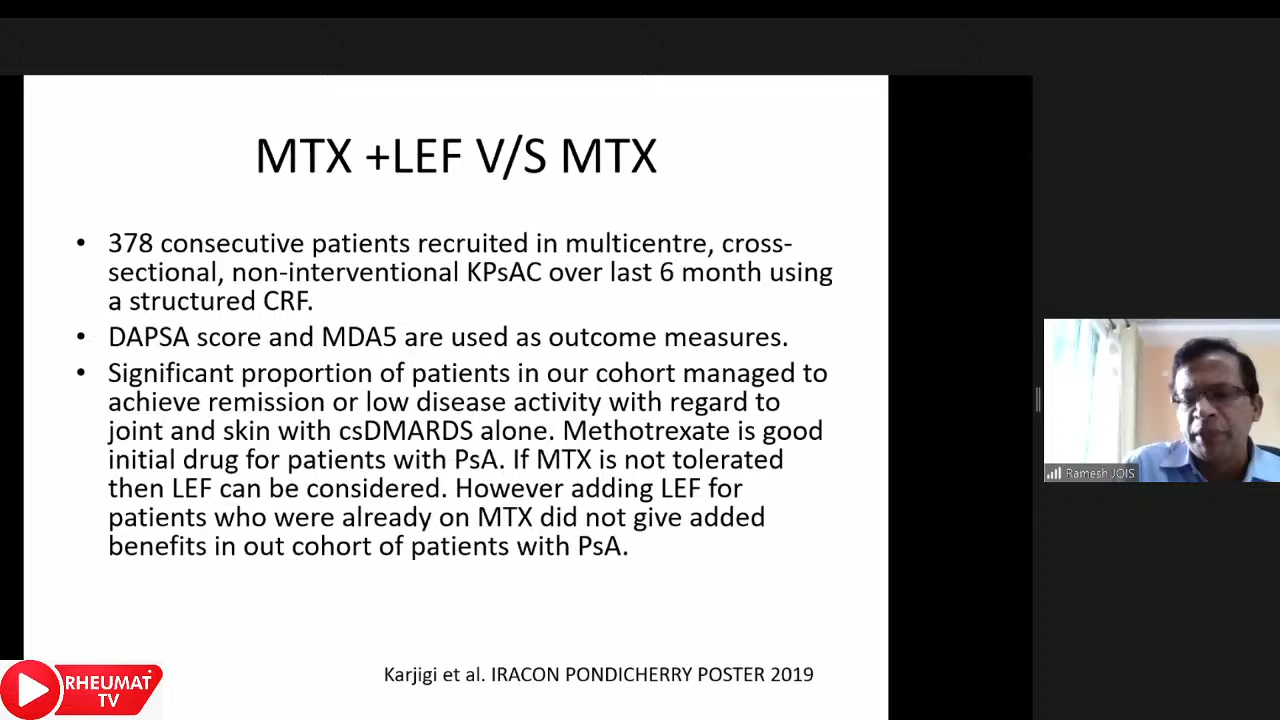 MTX +LEF V/S MTX
• 378 consecutive patients recruited in multicentre, cross-
sectional, non-interventional KPsAC over last 6 month using
a structured CRF.
• DAPSA score and MDA5 are used as outcome measures.
• Significant proportion of patients in our cohort managed to
achieve remission or low disease activity with regard to
joint and skin with csDMARDS alone. Methotrexate is good
initial drug for patients with PsA. If MTX is not tolerated
then LEF can be considered. However adding LEF for
patients who were already on MTX did not give added
benefits in out cohort of patients with PsA.
Karjigi et al. IRACON PONDICHERRY POSTER 2019
Ramesh JOIS
RHEUMAT
TV